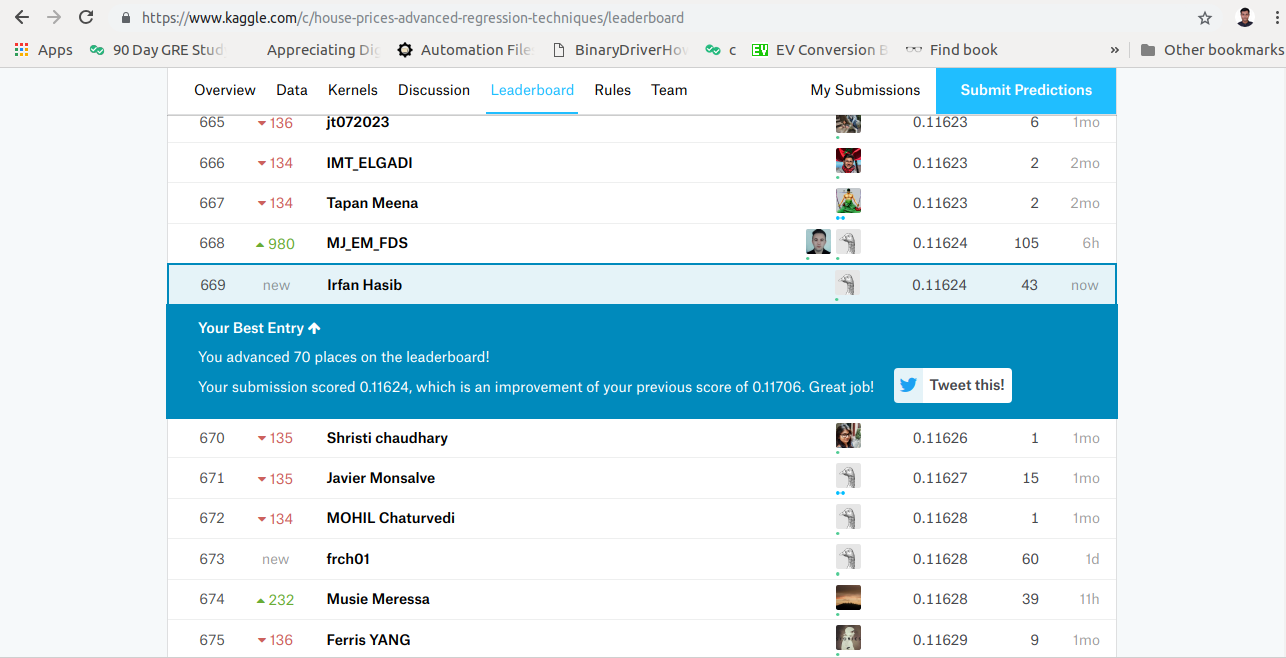 https://www.kaggle.com/c/house-prices-advanced-regression-techniques/leaderboard
Apps 90 Day GRE Stud Appreciating Dig Automation File BinaryDriverHow c EV EV Conversion B Find book » Other bookmarks
Overview Data Kernels Discussion Leaderboard Rules Team My Submissions Submit Predictions
665 136 jt072023 0.11623 6 1mo
666 134 IMT_ELGADI 0.11623 2 2mo
667 134 Tapan Meena 0.11623 2 2mo
668 980 MJ_EM_FDS 0.11624 105 6h
669 new Irfan Hasib 0.11624 43 now
Your Best Entry
You advanced 70 places on the leaderboard!
Your submission scored 0.11624, which is an improvement of your previous score of 0.11706. Great job! Tweet this!
670 135 Shristi chaudhary 0.11626 1 1mo
671 135 Javier Monsalve 0.11627 15 1mo
672 134 MOHIL Chaturvedi 0.11628 1 1mo
673 new frch01 0.11628 60 1d
674 232 Musie Meressa 0.11628 39 11h
675 136 Ferris YANG 0.11629 9 1mo